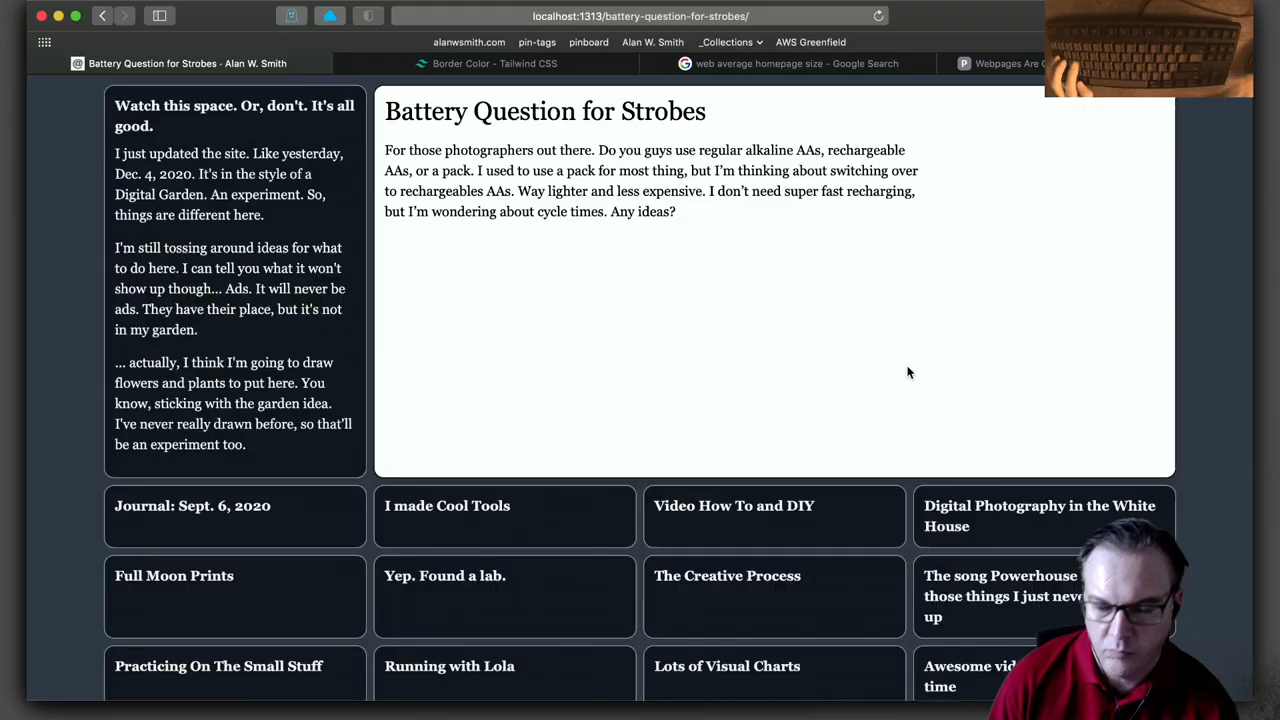 localhost:1313/battery-question-for-strobes/
alanwsmith.com pin-tags pinboard Alan W. Smith _Collections AWS Greenfield
@ Battery Question for Strobes · Alan W. Smith
Border Color - Tailwind CSS
G web average homepage size - Google Search
P Webpages Are
Watch this space. Or, don't. It's all
good.
I just updated the site. Like yesterday,
Dec. 4, 2020. It's in the style of a
Digital Garden. An experiment. So,
things are different here.
I'm still tossing around ideas for what
to do here. I can tell you what it won't
show up though... Ads. It will never be
ads. They have their place, but it's not
in my garden.
... actually, I think I'm going to draw
flowers and plants to put here. You
know, sticking with the garden idea.
I've never really drawn before, so that'll
be an experiment too.
Battery Question for Strobes
For those photographers out there. Do you guys use regular alkaline AAs, rechargeable
AAs, or a pack. I used to use a pack for most thing, but I’m thinking about switching over
to rechargeables AAs. Way lighter and less expensive. I don’t need super fast recharging,
but I’m wondering about cycle times. Any ideas?
Journal: Sept. 6, 2020
I made Cool Tools
Video How To and DIY
Digital Photography in the White
House
Full Moon Prints
Yep. Found a lab.
The Creative Process
The song Powerhouse
those things I just
up
Practicing On The Small Stuff
Running with Lola
Lots of Visual Charts
Awesome
time